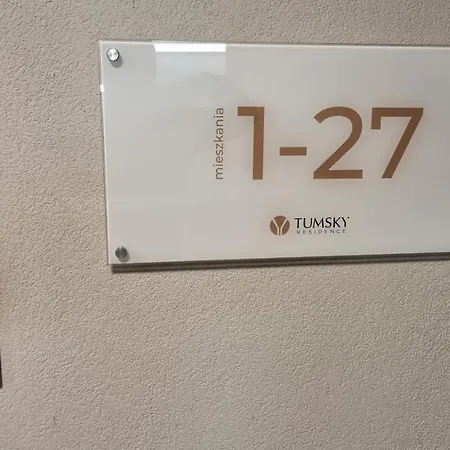 mieszkania
1-27
TUMSKY
RESIDENCE